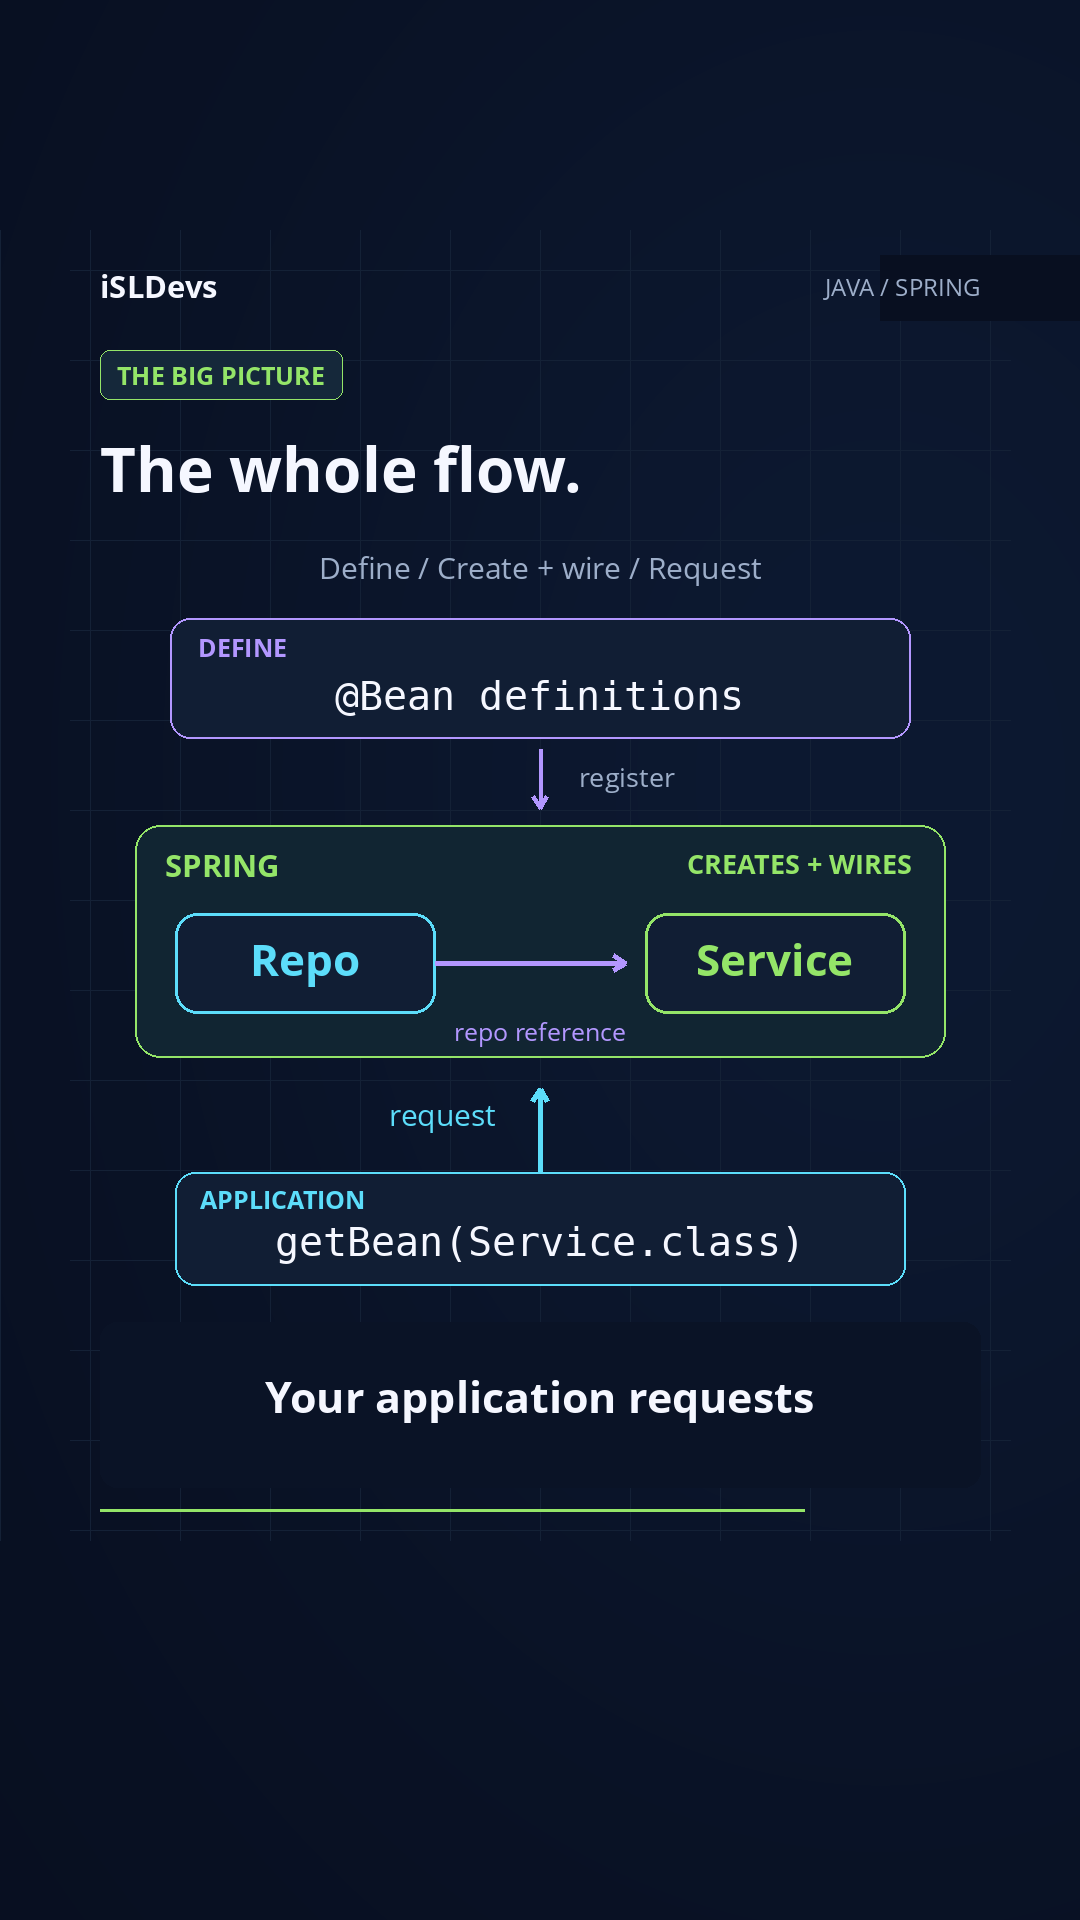 iSLDevs
JAVA / SPRING
THE BIG PICTURE
The whole flow.
Define / Create + wire / Request
DEFINE
@Bean definitions
register
SPRING
CREATES + WIRES
Repo
Service
repo reference
request
APPLICATION
getBean(Service.class)
Your application requests